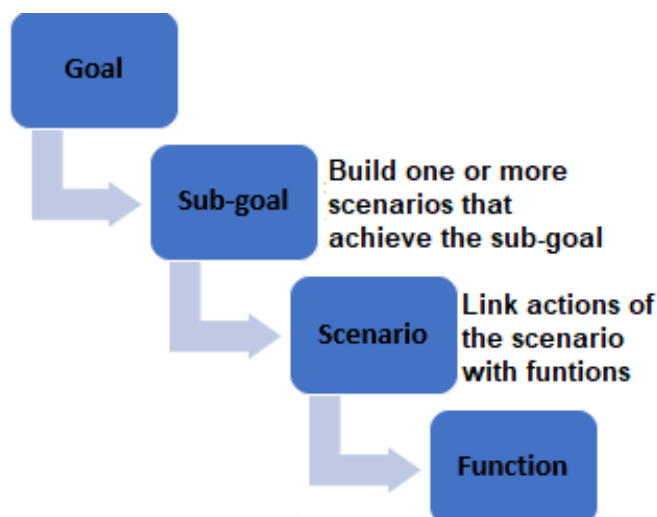 Goal
Sub-goal
Build one or more
scenarios that
achieve the sub-goal
Scenario
Link actions of
the scenario
with funtions
Function